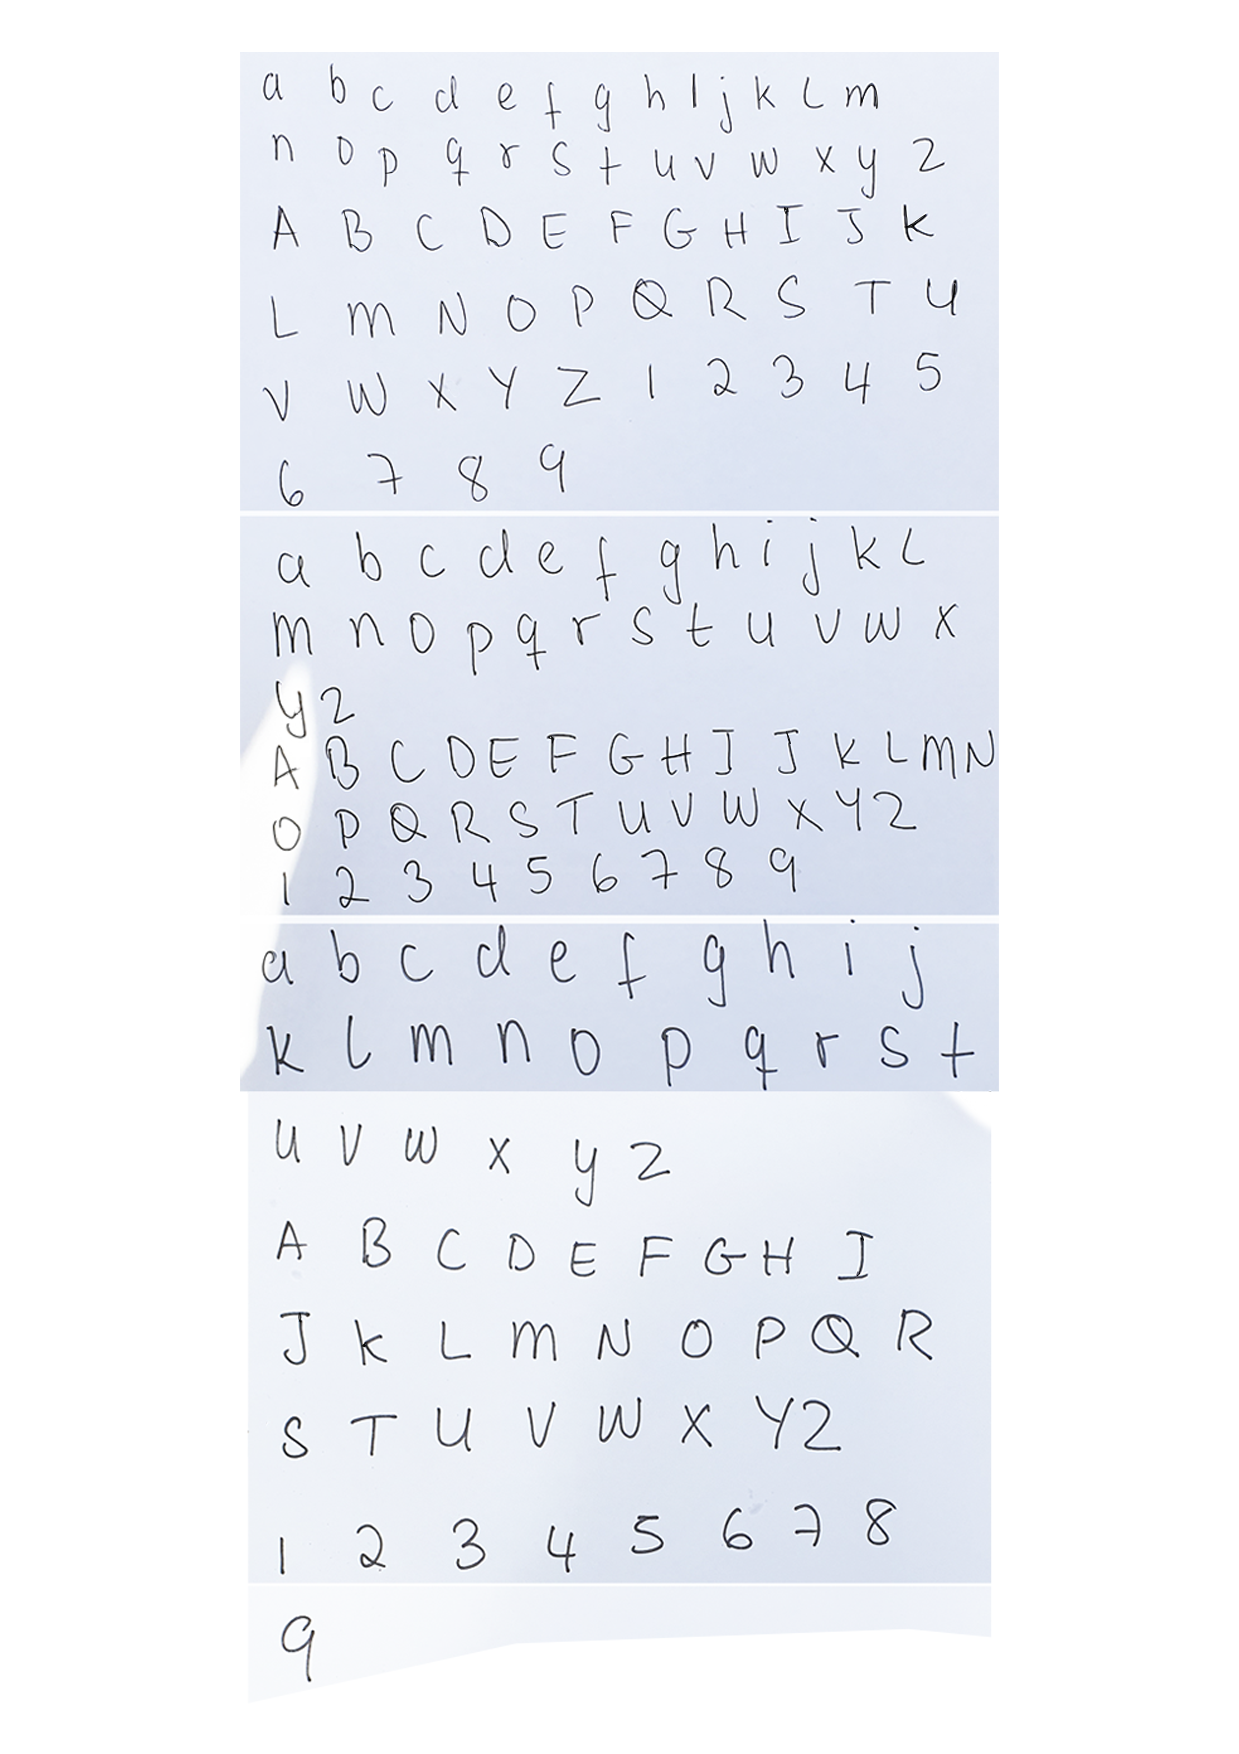 a b c d e f g h I j k L m
n o p q r s t u v w x y z
A B C D E F G H I J K
L M N O P Q R S T U
V W X Y Z 1 2 3 4 5
6 7 8 9
a b c d e f g h i j k L
m n o p q r s t u v w x
y z
A B C D E F G H I J K L M N
O P Q R S T U V W X Y Z
1 2 3 4 5 6 7 8 9
a b c d e f g h i j
k l m n o p q r s t
u v w x y z
A B C D E F G H I
J K L M N O P Q R
S T U V W X Y Z
1 2 3 4 5 6 7 8
9